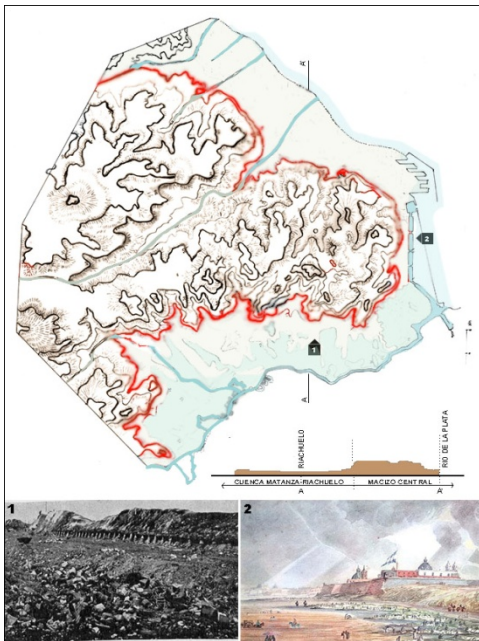 A'
2
1
A
RIACHUELO
RIO DE LA PLATA
CUENCA MATANZA-RIACHUELO
MACIZO CENTRAL
A
A'
1
2